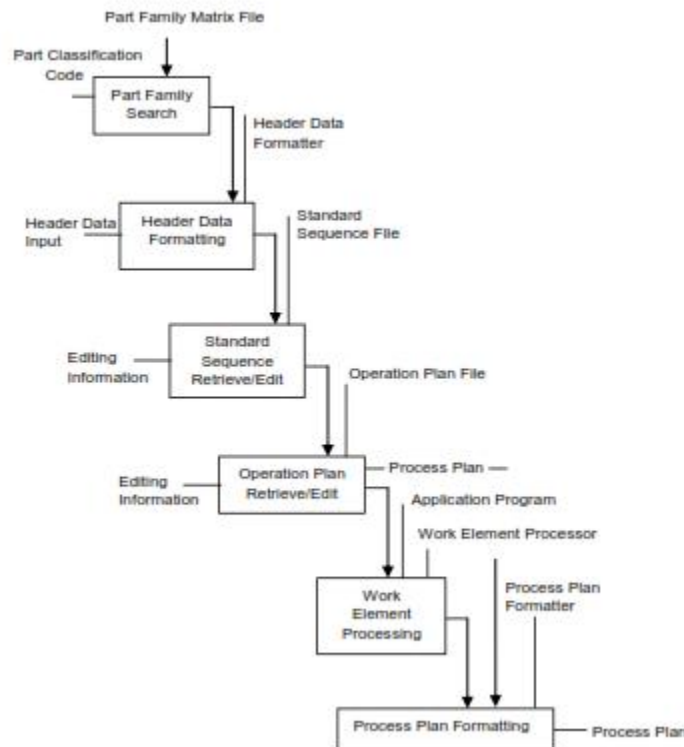 Part Family Matrix File
Part Classification
Code
Part Family
Search
Header Data
Formatter
Header Data
Input
Header Data
Formatting
Standard
Sequence File
Editing
Information
Standard
Sequence
Retrieve/Edit
Operation Plan File
Editing
Information
Operation Plan
Retrieve/Edit
Process Plan
Application Program
Work Element Processor
Work
Element
Processing
Process Plan
Formatter
Process Plan Formatting
Process Plan